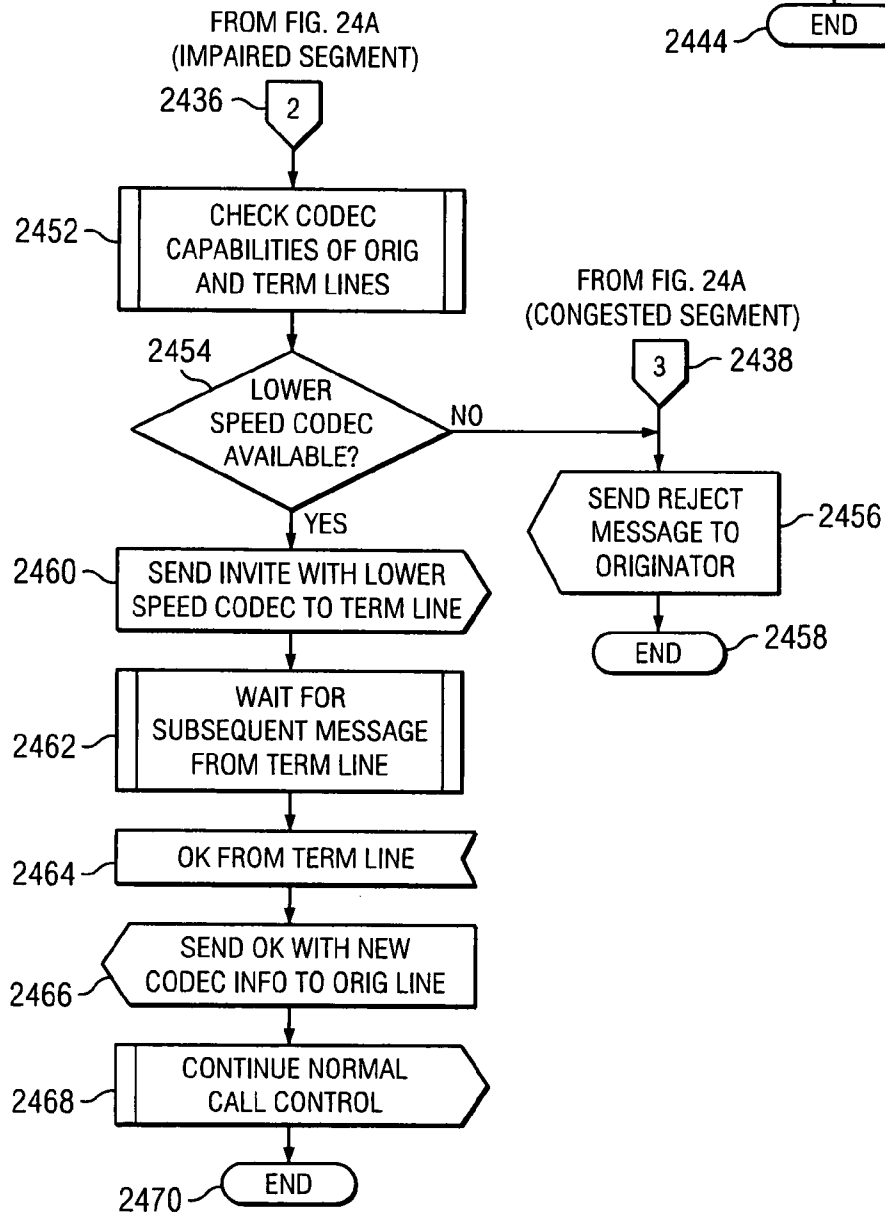 FROM FIG. 24A
(IMPAIRED SEGMENT)
2436
2
2444
END
2452
CHECK CODEC
CAPABILITIES OF ORIG
AND TERM LINES
FROM FIG. 24A
(CONGESTED SEGMENT)
3
2438
2454
LOWER
SPEED CODEC
AVAILABLE?
NO
YES
SEND REJECT
MESSAGE TO
ORIGINATOR
2456
END
2458
2460
SEND INVITE WITH LOWER
SPEED CODEC TO TERM LINE
2462
WAIT FOR
SUBSEQUENT MESSAGE
FROM TERM LINE
2464
OK FROM TERM LINE
2466
SEND OK WITH NEW
CODEC INFO TO ORIG LINE
2468
CONTINUE NORMAL
CALL CONTROL
2470
END